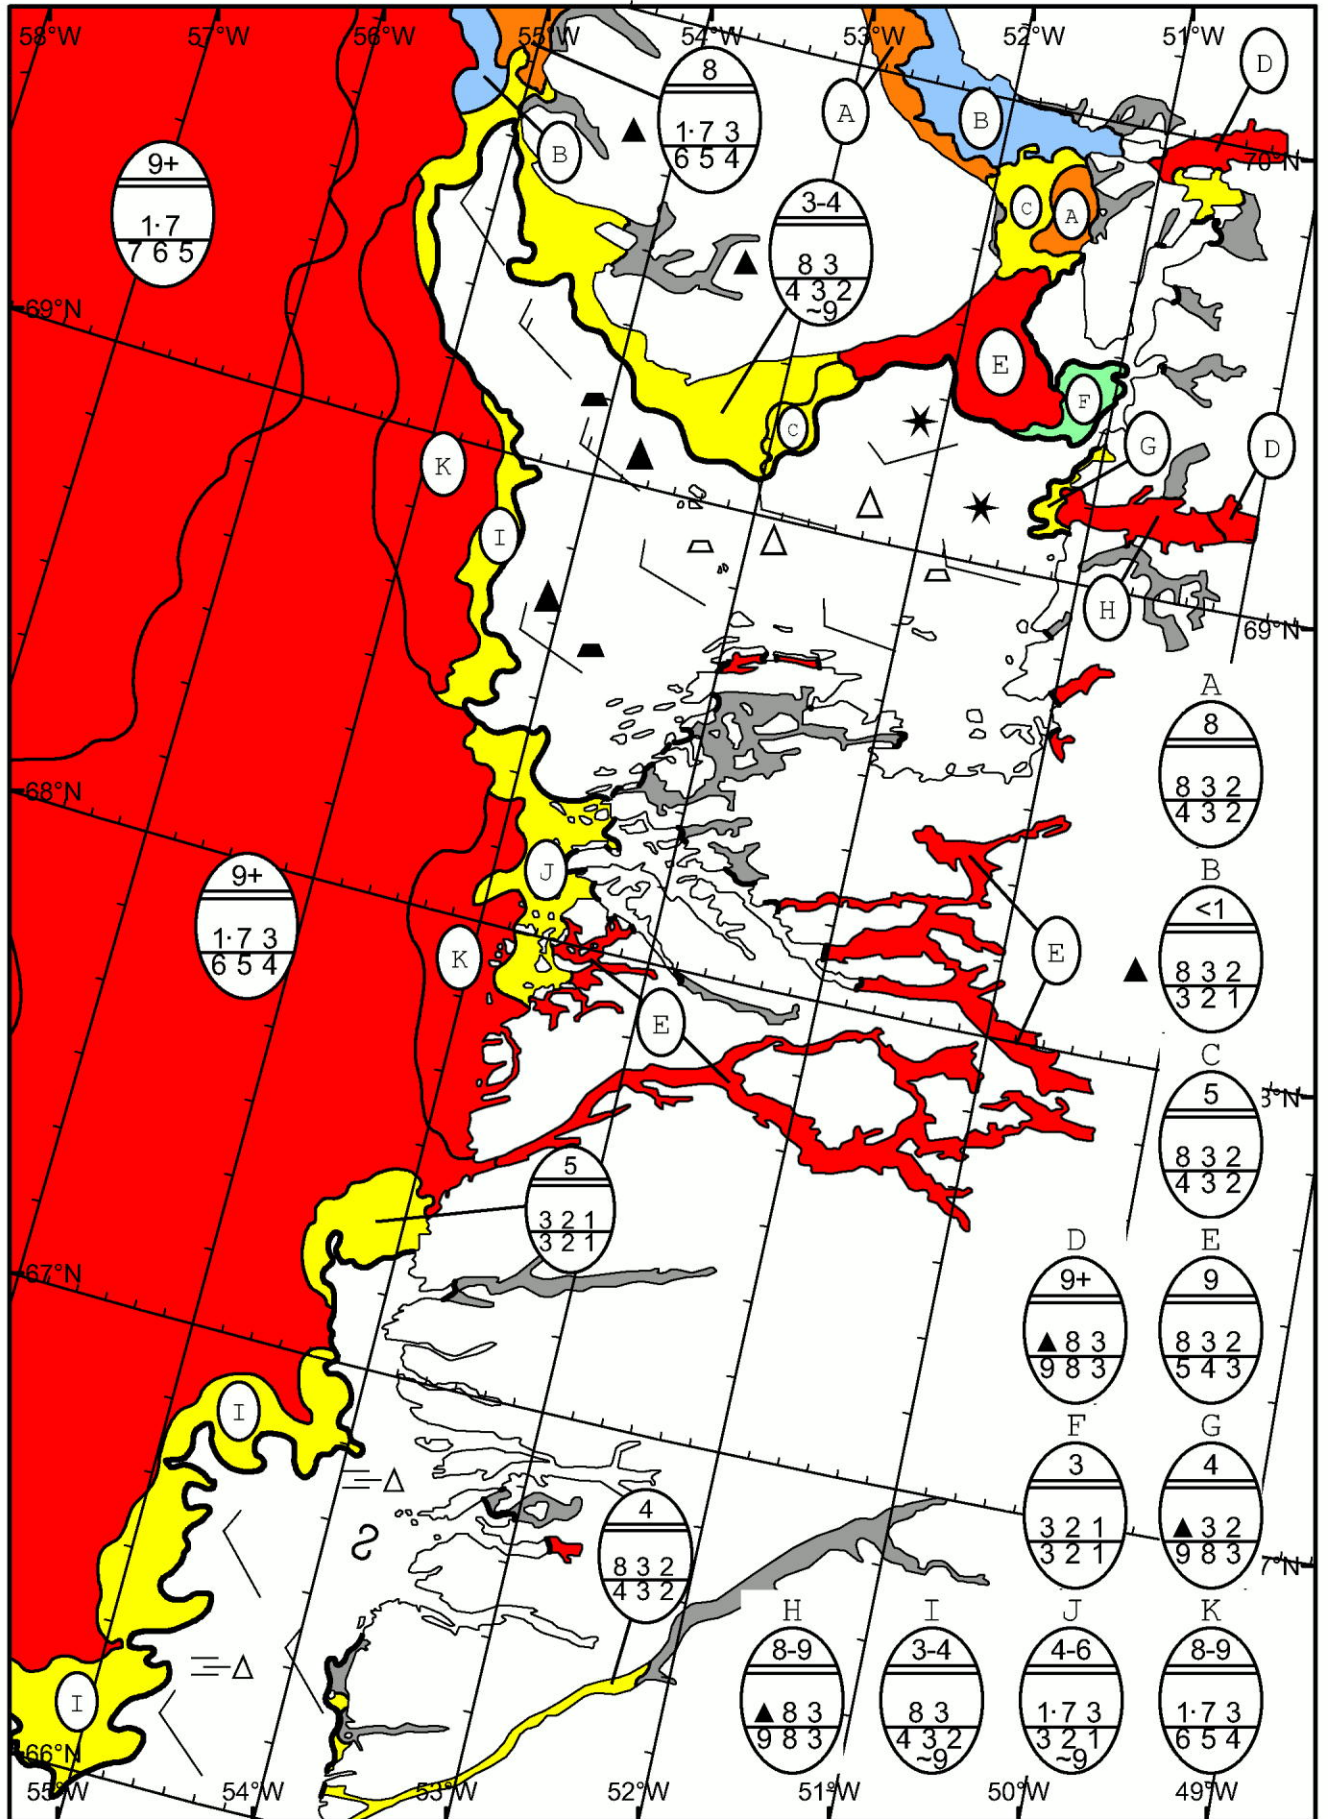 58°W 57°W 56°W 55°W 54°W 53°W 52°W 51°W
D
8
1·7 3
6 5 4
A
B
B
70°N
9+
1·7
7 6 5
3-4
8 3
4 3 2
~9
C
A
69°N
E
F
C
G
D
K
I
H
69°N
A
8
8 3 2
4 3 2
68°N
J
B
<1
8 3 2
3 2 1
9+
1·7 3
6 5 4
K
E
E
C
5
8 3 2
4 3 2
8°N
5
3 2 1
3 2 1
D
9+
▲ 8 3
9 8 3
E
9
8 3 2
5 4 3
67°N
I
F
3
3 2 1
3 2 1
G
4
▲ 3 2
9 8 3
4
8 3 2
4 3 2
7°N
H
8-9
▲ 8 3
9 8 3
I
3-4
8 3
4 3 2
~9
J
4-6
1·7 3
3 2 1
~9
K
8-9
1·7 3
6 5 4
I
66°N
55°W 54°W 53°W 52°W 51°W 50°W 49°W